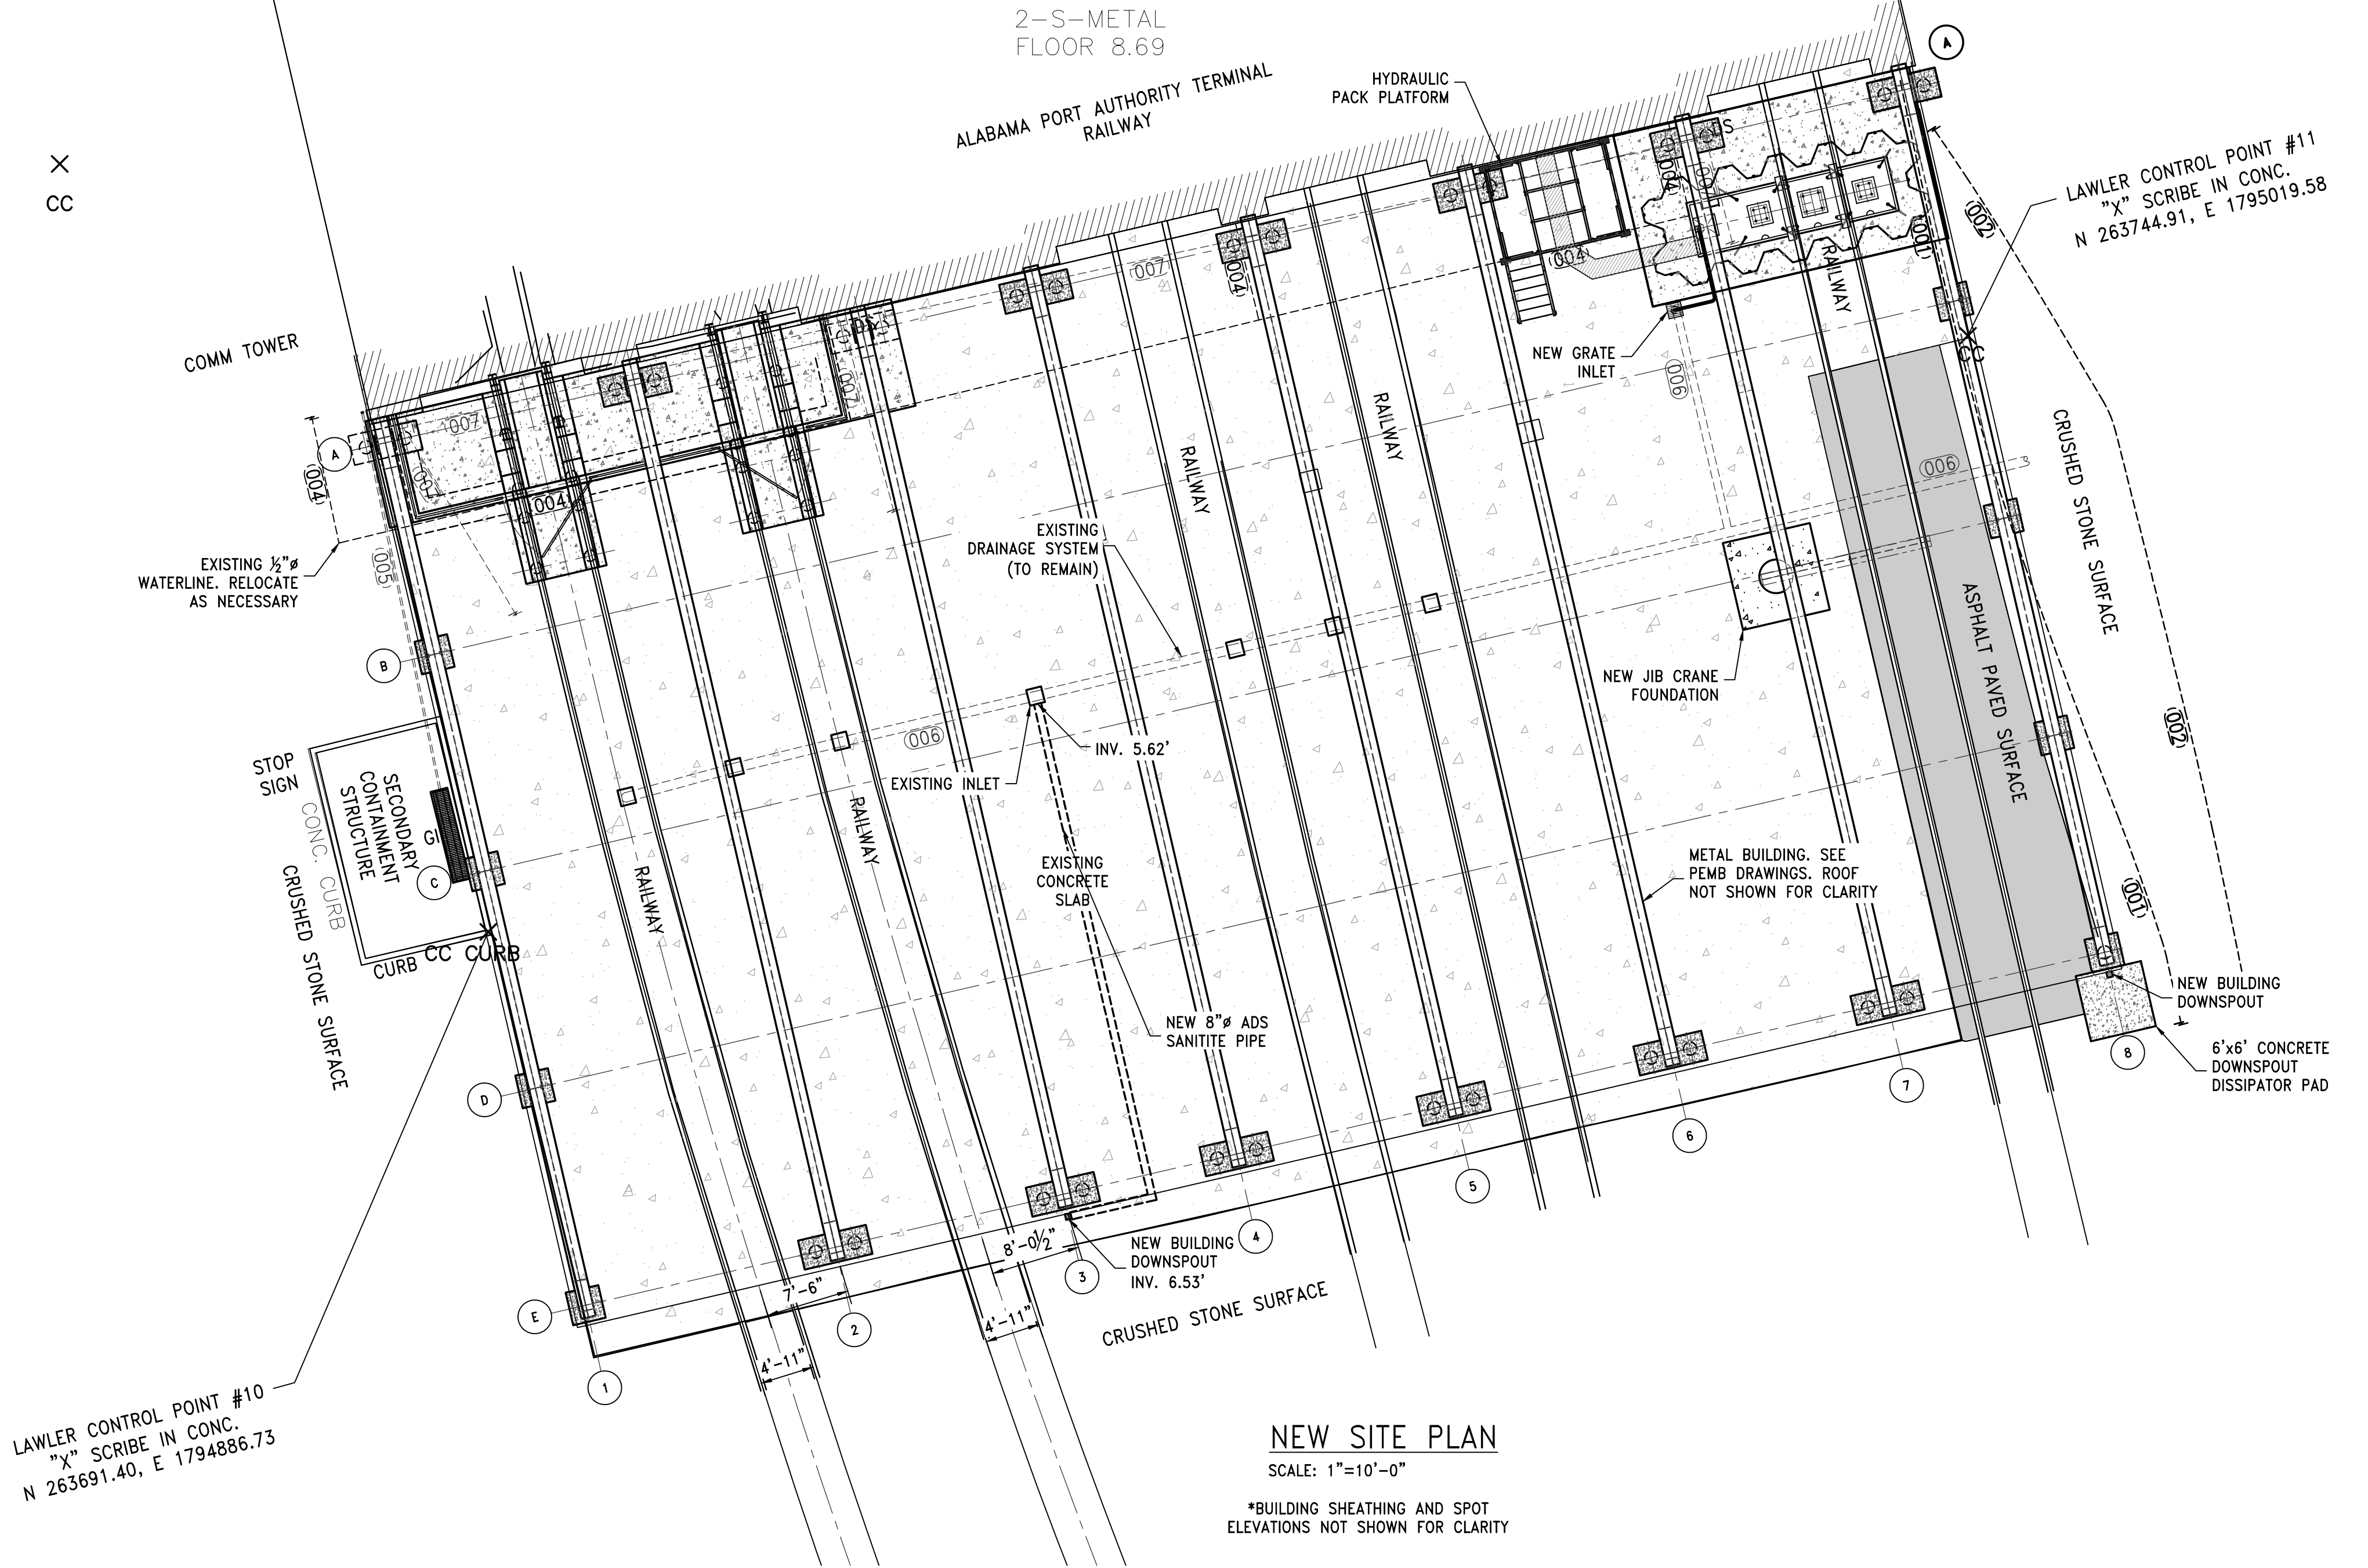 2-S-METAL
FLOOR 8.69
ALABAMA PORT AUTHORITY TERMINAL
RAILWAY
HYDRAULIC
PACK PLATFORM
A
CC
DS
004
007
004
007
004
LAWLER CONTROL POINT #11
"X" SCRIBE IN CONC.
N 263744.91, E 1795019.58
002
001
RAILWAY
CC
COMM TOWER
DS
007
007
004
004
A
NEW GRATE
INLET
006
CRUSHED STONE SURFACE
EXISTING ½"ø
WATERLINE. RELOCATE
AS NECESSARY
005
RAILWAY
RAILWAY
006
EXISTING
DRAINAGE SYSTEM
(TO REMAIN)
B
NEW JIB CRANE
FOUNDATION
ASPHALT PAVED SURFACE
002
STOP
SIGN
SECONDARY
CONTAINMENT
STRUCTURE
CONC. CURB
GI
C
CRUSHED STONE SURFACE
006
INV. 5.62'
EXISTING INLET
RAILWAY
RAILWAY
EXISTING
CONCRETE
SLAB
METAL BUILDING. SEE
PEMB DRAWINGS. ROOF
NOT SHOWN FOR CLARITY
001
CC CURB
CURB
NEW BUILDING
DOWNSPOUT
NEW 8"ø ADS
SANITITE PIPE
6'x6' CONCRETE
DOWNSPOUT
DISSIPATOR PAD
D
E
8
7
6
5
4
3
2
1
8'-0½"
7'-6"
4'-11"
4'-11"
NEW BUILDING
DOWNSPOUT
INV. 6.53'
CRUSHED STONE SURFACE
LAWLER CONTROL POINT #10
"X" SCRIBE IN CONC.
N 263691.40, E 1794886.73
NEW SITE PLAN
SCALE: 1"=10'-0"
*BUILDING SHEATHING AND SPOT
ELEVATIONS NOT SHOWN FOR CLARITY